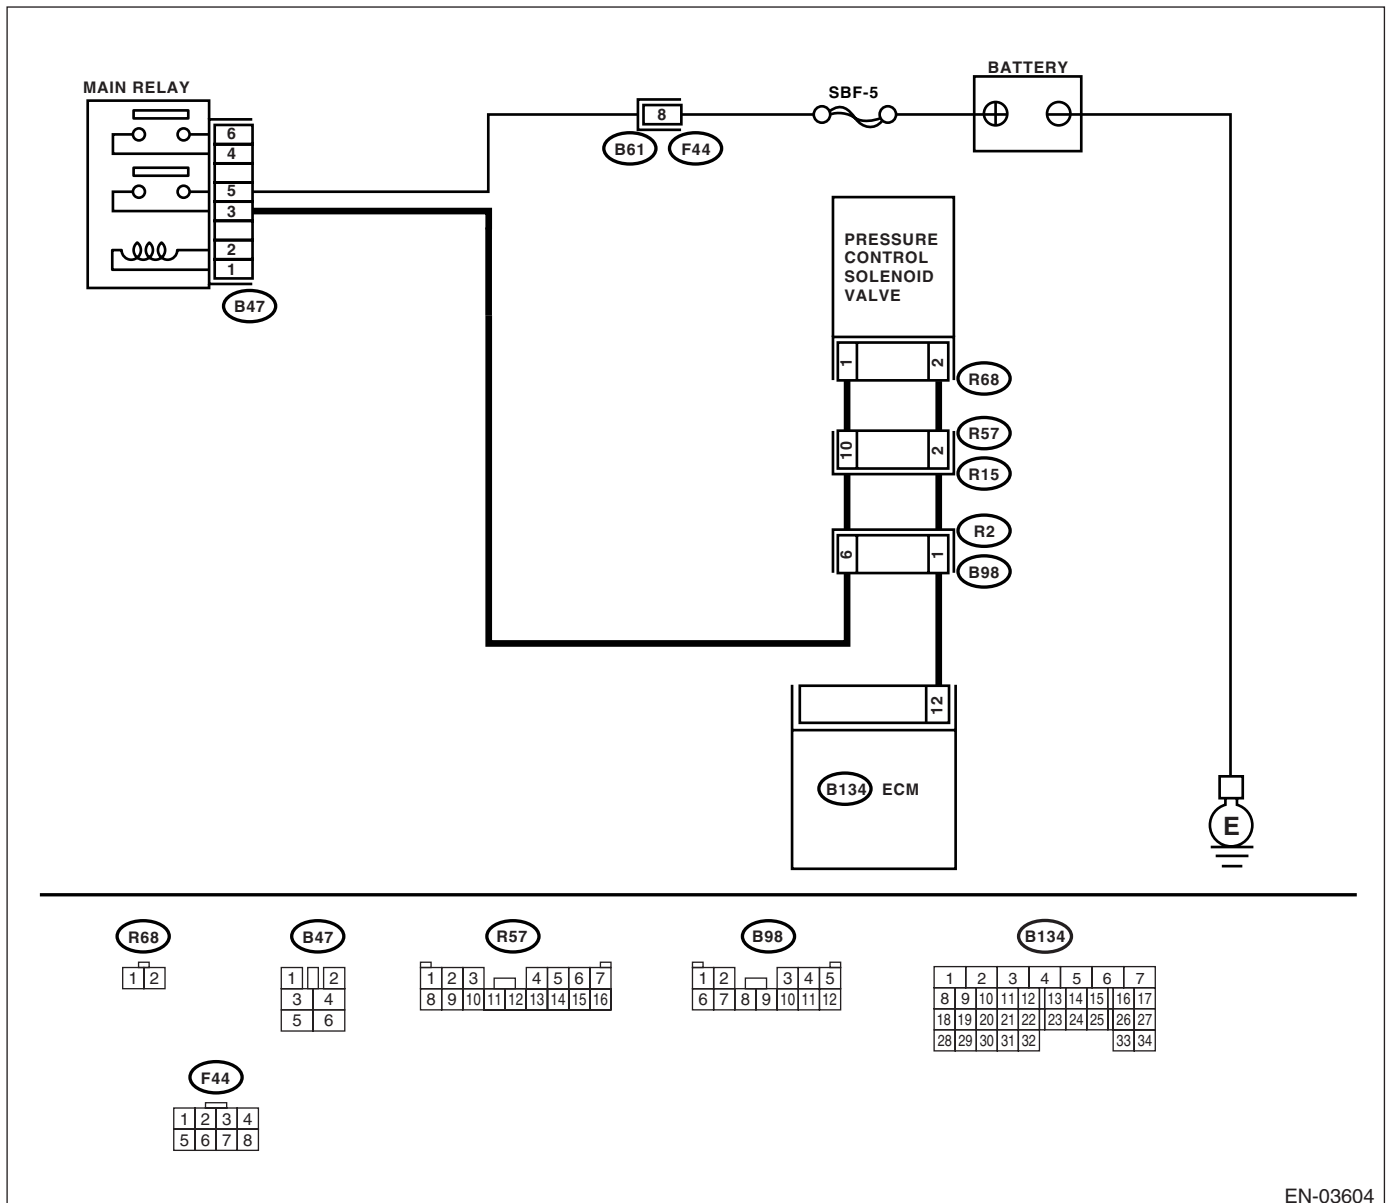 MAIN RELAY
BATTERY
SBF-5
8
B61
F44
6
4
5
3
2
1
B47
PRESSURE
CONTROL
SOLENOID
VALVE
1
2
R68
10
2
R57
R15
R2
6
1
B98
12
B134 ECM
E
R68
1 2
B47
1 2
3 4
5 6
R57
1 2 3 4 5 6 7
8 9 10 11 12 13 14 15 16
B98
1 2 3 4 5
6 7 8 9 10 11 12
B134
1 2 3 4 5 6 7
8 9 10 11 12 13 14 15 16 17
18 19 20 21 22 23 24 25 26 27
28 29 30 31 32 33 34
F44
1 2 3 4
5 6 7 8
EN-03604